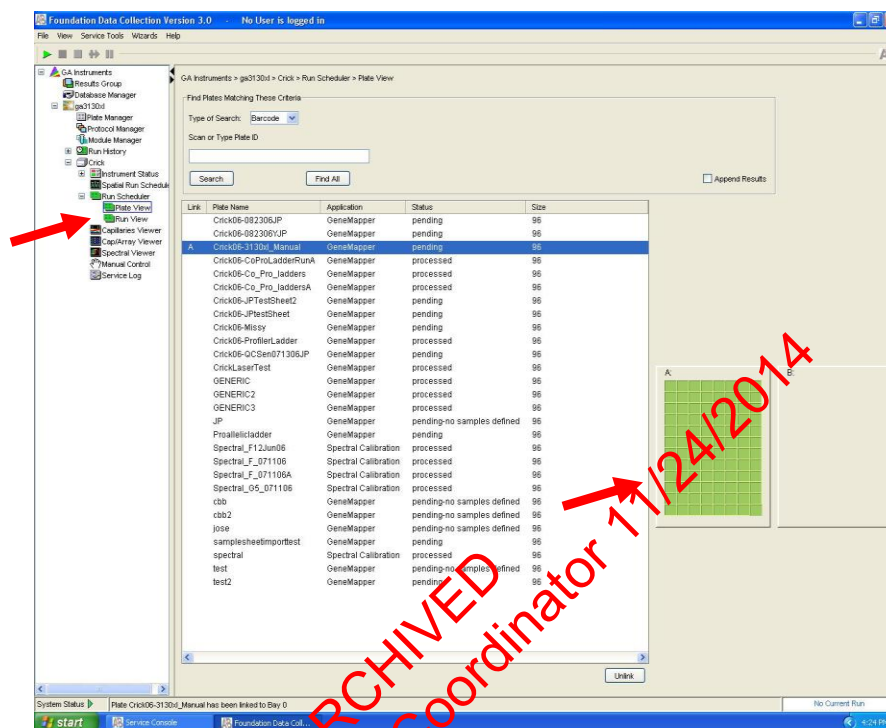 Foundation Data Collection Version 3.0 - No User is logged in
File View Service Tools Wizards Help
GA Instruments
Results Group
Database Manager
ga3130xl
Plate Manager
Protocol Manager
Module Manager
Run History
Crick
Instrument Status
Spatial Run Schedule
Run Scheduler
Plate View
Run View
Capillaries Viewer
Cap/Array Viewer
Spectral Viewer
Manual Control
Service Log
GA Instruments > ga3130xl > Crick > Run Scheduler > Plate View
Find Plates Matching These Criteria
Type of Search: Barcode
Scan or Type Plate ID
Search Find All Append Results
Link Plate Name Application Status Size
Crick06-082306JP GeneMapper pending 96
Crick06-082306YJP GeneMapper pending 96
A Crick06-3130xl_Manual GeneMapper pending 96
Crick06-CoProLadderRunA GeneMapper processed 96
Crick06-Co_Pro_ladders GeneMapper processed 96
Crick06-Co_Pro_laddersA GeneMapper processed 96
Crick06-JPTestSheet2 GeneMapper pending 96
Crick06-JPtestSheet GeneMapper processed 96
Crick06-Missy GeneMapper pending 96
Crick06-ProfilerLadder GeneMapper processed 96
Crick06-QCSen071306JP GeneMapper pending 96
CrickLaserTest GeneMapper processed 96
GENERIC GeneMapper processed 96
GENERIC2 GeneMapper processed 96
GENERIC3 GeneMapper processed 96
JP GeneMapper pending-no samples defined 96
Proallelicladder GeneMapper pending 96
Spectral_F12Jun06 Spectral Calibration processed 96
Spectral_F_071106 Spectral Calibration processed 96
Spectral_F_071106A Spectral Calibration processed 96
Spectral_G5_071106 Spectral Calibration processed 96
cbb GeneMapper pending-no samples defined 96
cbb2 GeneMapper pending-no samples defined 96
jose GeneMapper pending-no samples defined 96
samplesheetimporttest GeneMapper pending 96
spectral Spectral Calibration processed 96
test GeneMapper pending-no samples defined 96
test2 GeneMapper pending 96
A: B:
Unlink
ARCHIVED
Coordinator 11/24/2014
System Status Plate Crick06-3130xl_Manual has been linked to Bay 0 No Current Run
start Service Console Foundation Data Coll... 4:24 PM